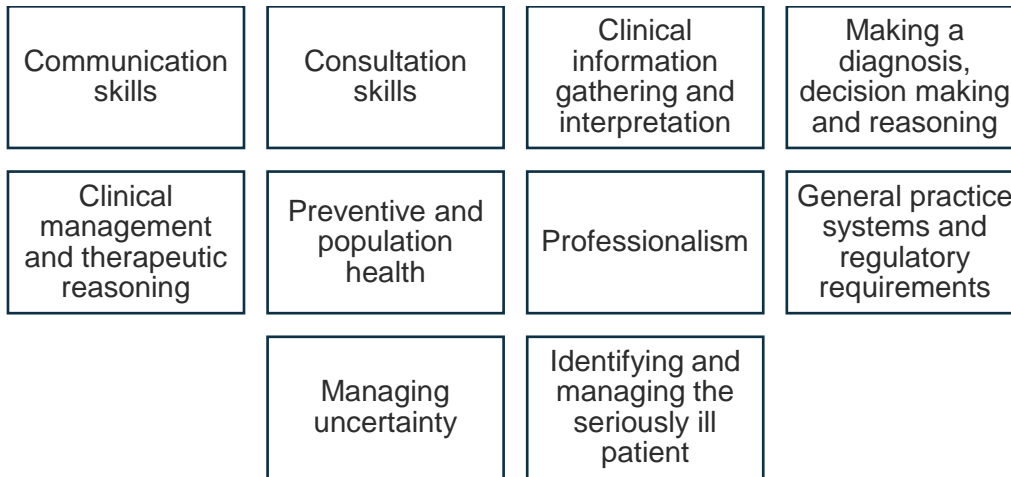 Communication
skills
Consultation
skills
Clinical
information
gathering and
interpretation
Making a
diagnosis,
decision making
and reasoning
Clinical
management
and therapeutic
reasoning
Preventive and
population
health
Professionalism
General practice
systems and
regulatory
requirements
Managing
uncertainty
Identifying and
managing the
seriously ill
patient